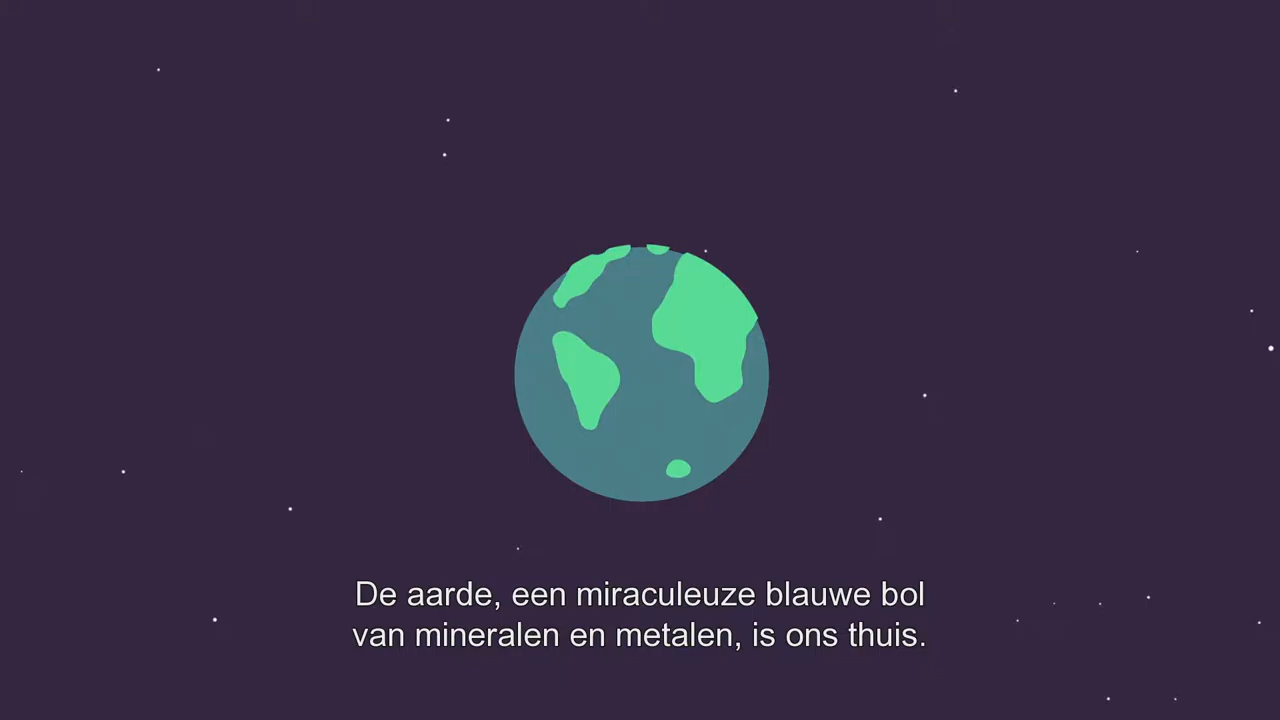 De aarde, een miraculeuze blauwe bol
van mineralen en metalen, is ons thuis.